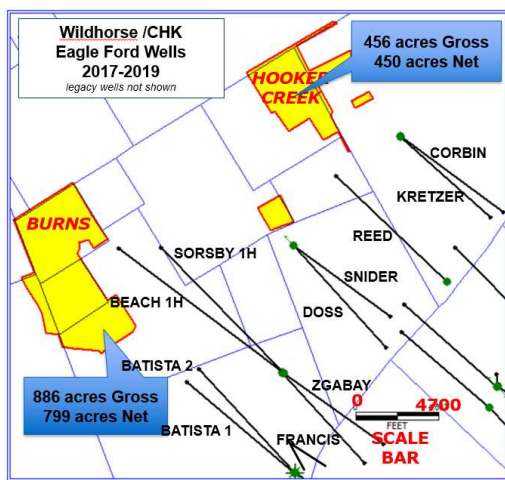 Wildhorse /CHK
Eagle Ford Wells
2017-2019
legacy wells not shown
456 acres Gross
450 acres Net
HOOKER
CREEK
CORBIN
KRETZER
BURNS
REED
SORSBY 1H
SNIDER
BEACH 1H
DOSS
BATISTA 2
ZGABAY
886 acres Gross
799 acres Net
0
4700
FEET
BATISTA 1
FRANCIS
SCALE
BAR